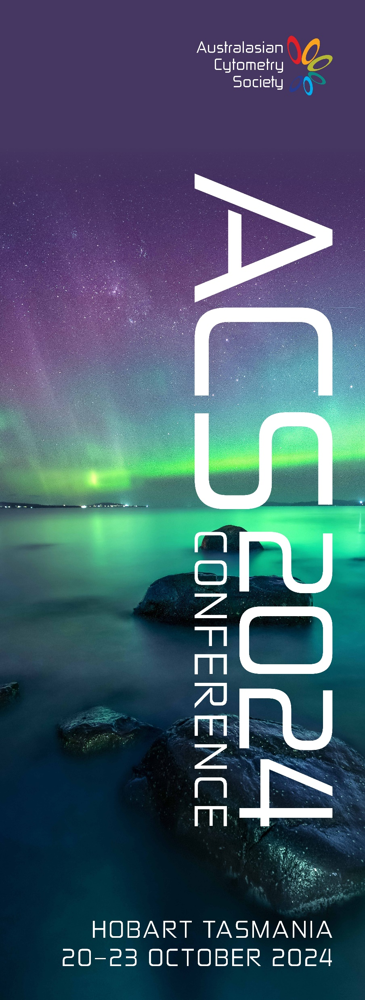 Australasian
Cytometry
Society
ACS2024
CONFERENCE
HOBART TASMANIA
20–23 OCTOBER 2024